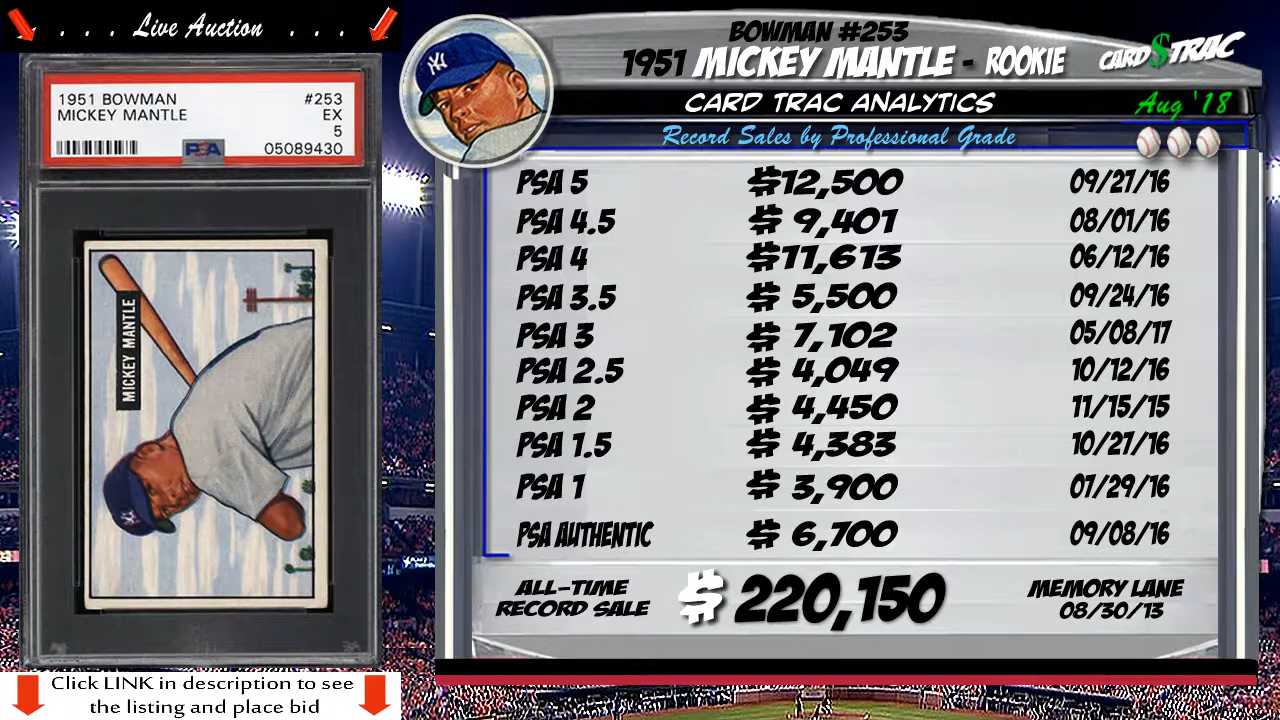 . . . Live Auction . . .
1951 BOWMAN #253
MICKEY MANTLE EX
5
PSA 05089430
MICKEY MANTLE
Click LINK in description to see
the listing and place bid
BOWMAN #253
1951 MICKEY MANTLE - ROOKIE
CARD $ TRAC
CARD TRAC ANALYTICS
Aug '18
Record Sales by Professional Grade
PSA 5 $12,500 09/27/16
PSA 4.5 $ 9,401 08/01/16
PSA 4 $11,613 06/12/16
PSA 3.5 $ 5,500 09/24/16
PSA 3 $ 7,102 05/08/17
PSA 2.5 $ 4,049 10/12/16
PSA 2 $ 4,450 11/15/15
PSA 1.5 $ 4,383 10/27/16
PSA 1 $ 3,900 07/29/16
PSA AUTHENTIC $ 6,700 09/08/16
ALL-TIME
RECORD SALE
$ 220,150
MEMORY LANE
08/30/13